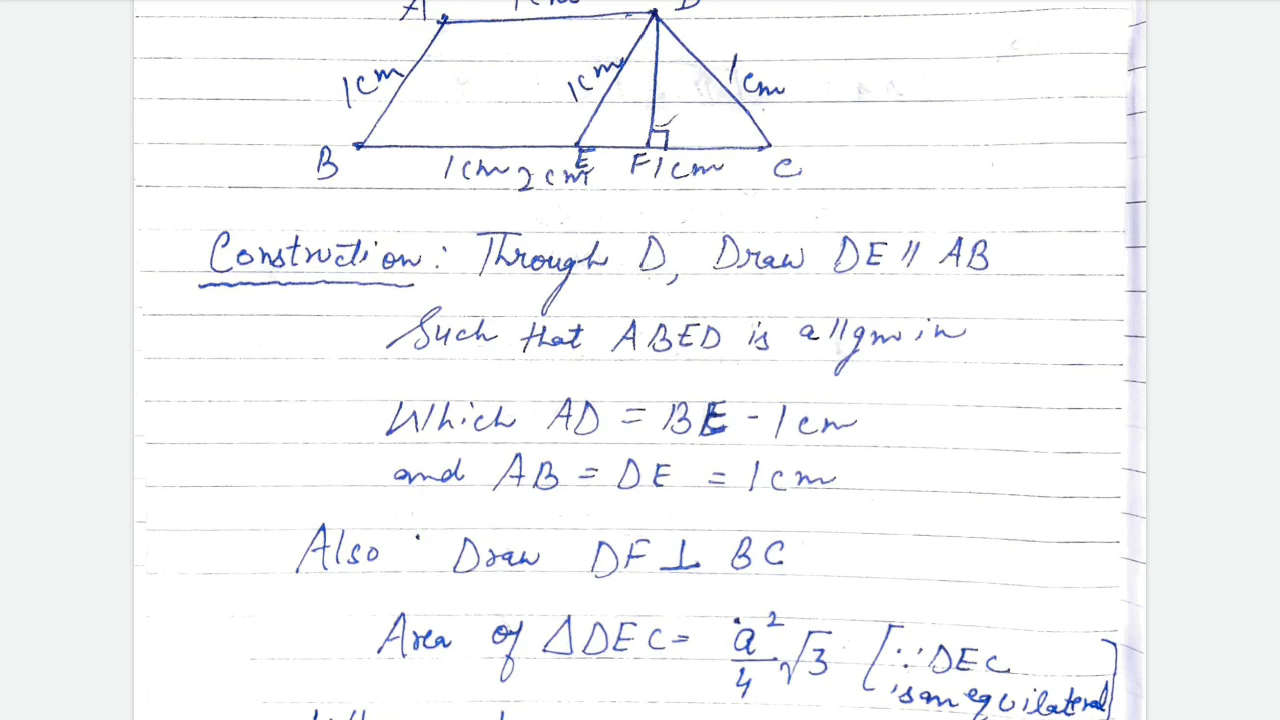 A
1cm
1cm
1cm
B
1cm 2cm
E
F 1cm
C
Construction: Through D, Draw DE || AB
Such that ABED is a ||gm in
Which AD = BE - 1cm
and AB = DE = 1cm
Also Draw DF ⊥ BC
Area of △DEC = a²/4 √3 [∵ DEC
is an equilateral]